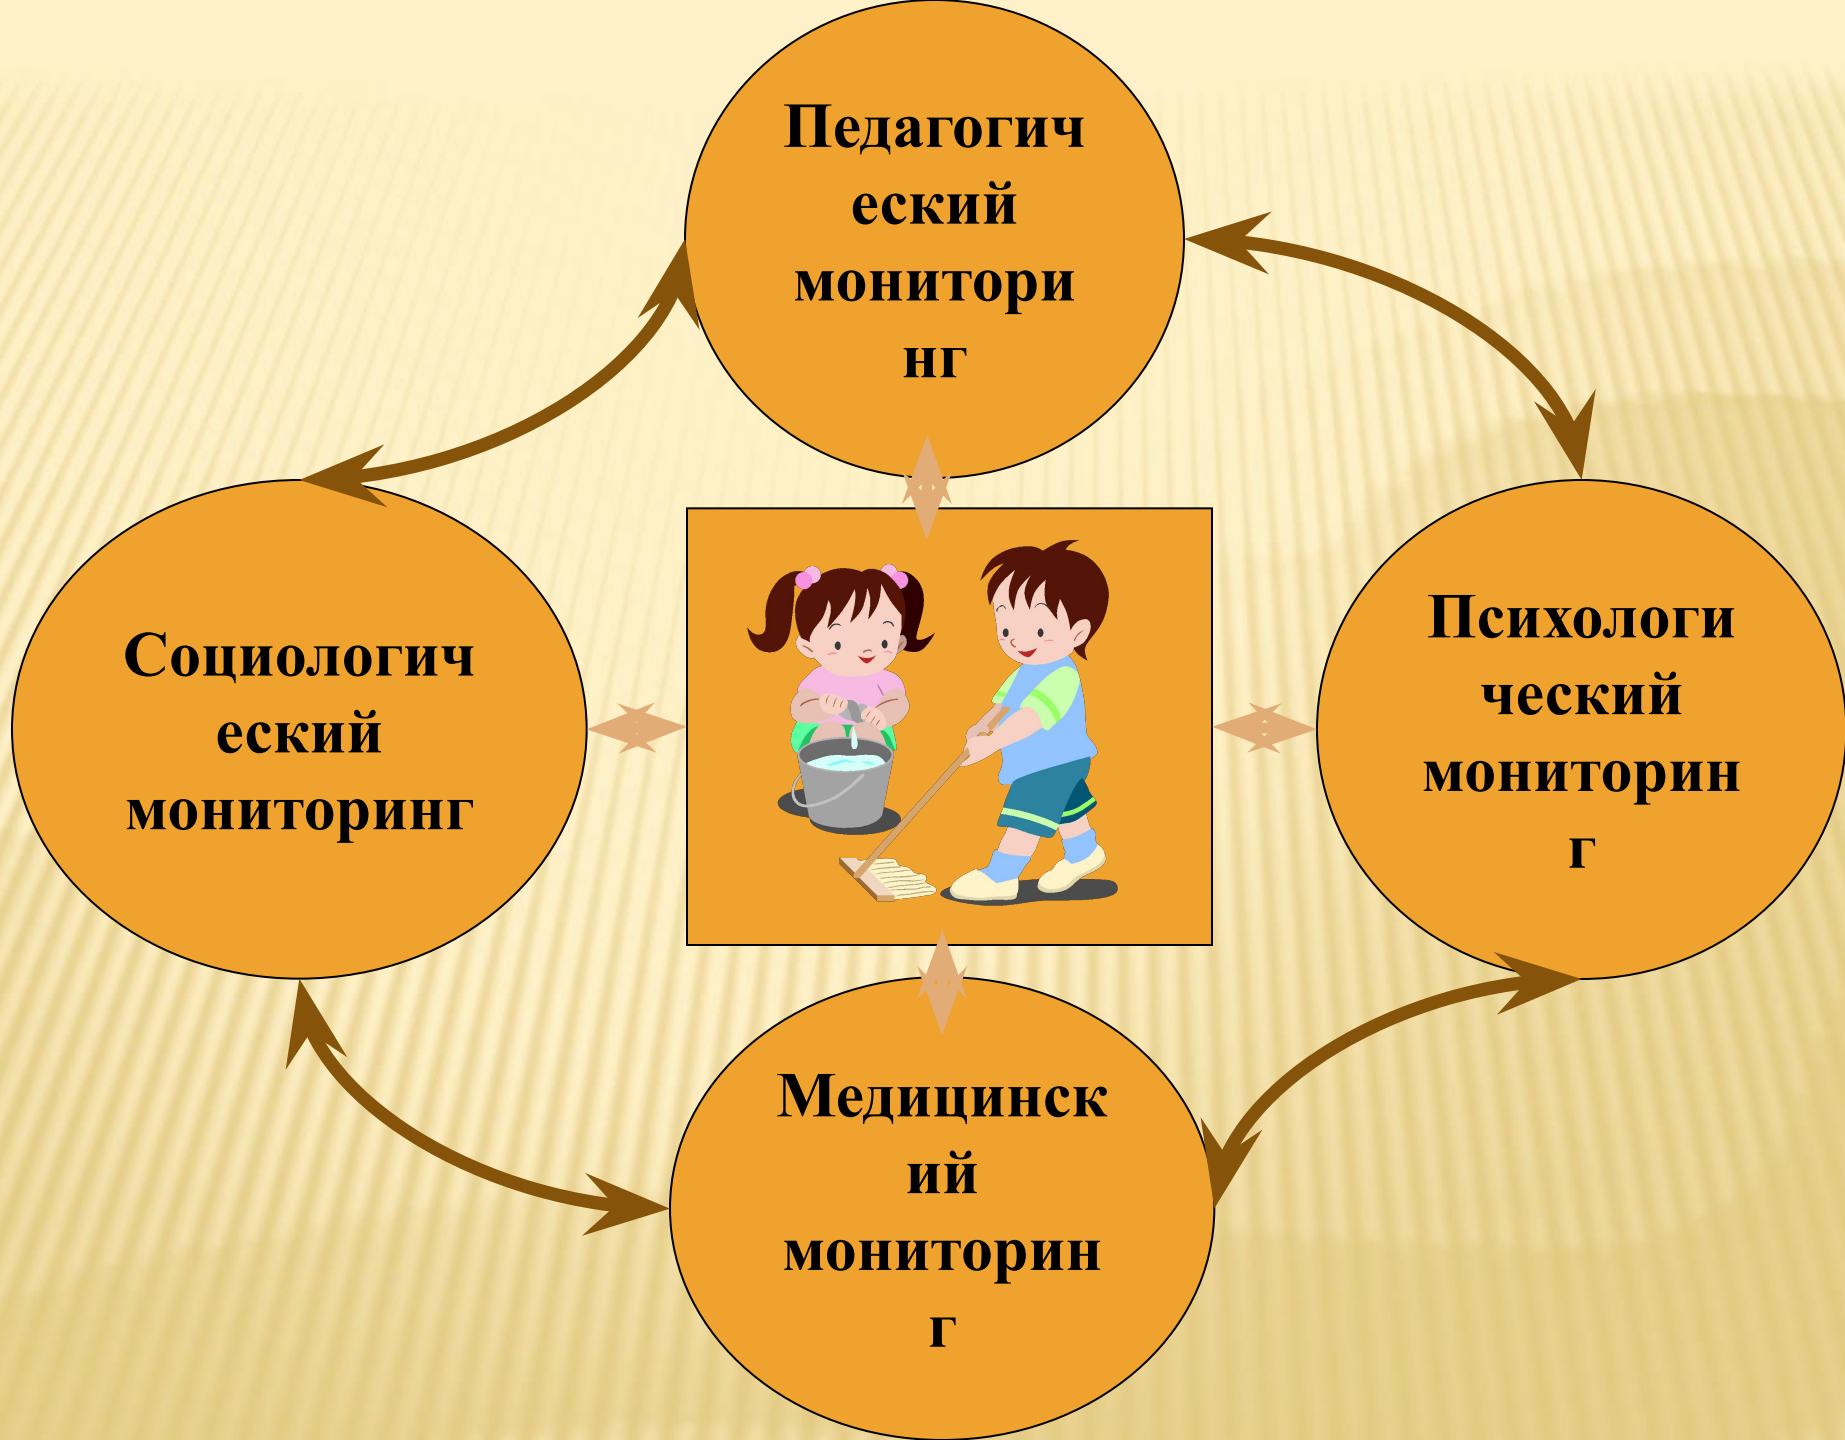 Педагогич
еский
монитори
нг
Социологич
еский
мониторинг
Психологи
ческий
мониторин
г
Медицинск
ий
мониторин
г